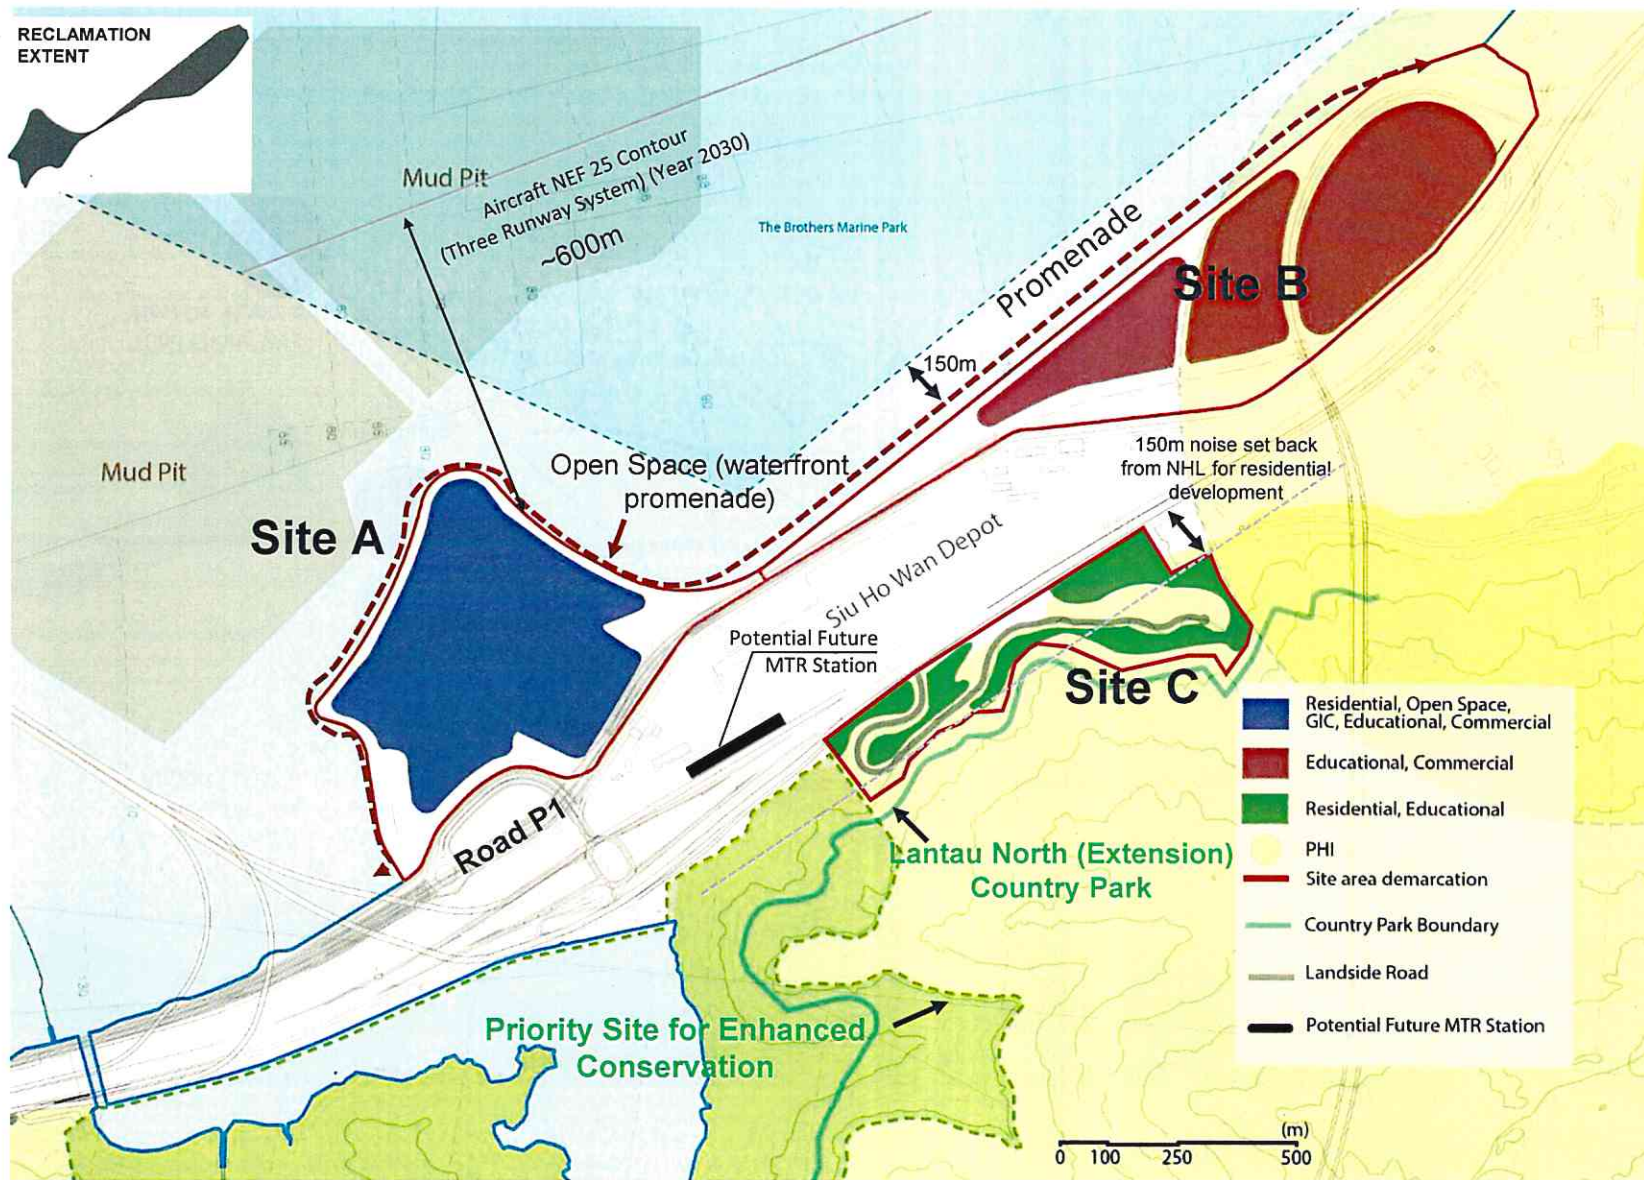 RECLAMATION
EXTENT
Mud Pit
Aircraft NEF 25 Contour
(Three Runway System) (Year 2030)
~600m
The Brothers Marine Park
Promenade
Site B
150m
Mud Pit
Open Space (waterfront
promenade)
150m noise set back
from NHL for residential
development
Site A
Siu Ho Wan Depot
Potential Future
MTR Station
Site C
Road P1
Lantau North (Extension)
Country Park
Priority Site for Enhanced
Conservation
Residential, Open Space,
GIC, Educational, Commercial
Educational, Commercial
Residential, Educational
PHI
Site area demarcation
Country Park Boundary
Landside Road
Potential Future MTR Station
(m)
0 100 250 500